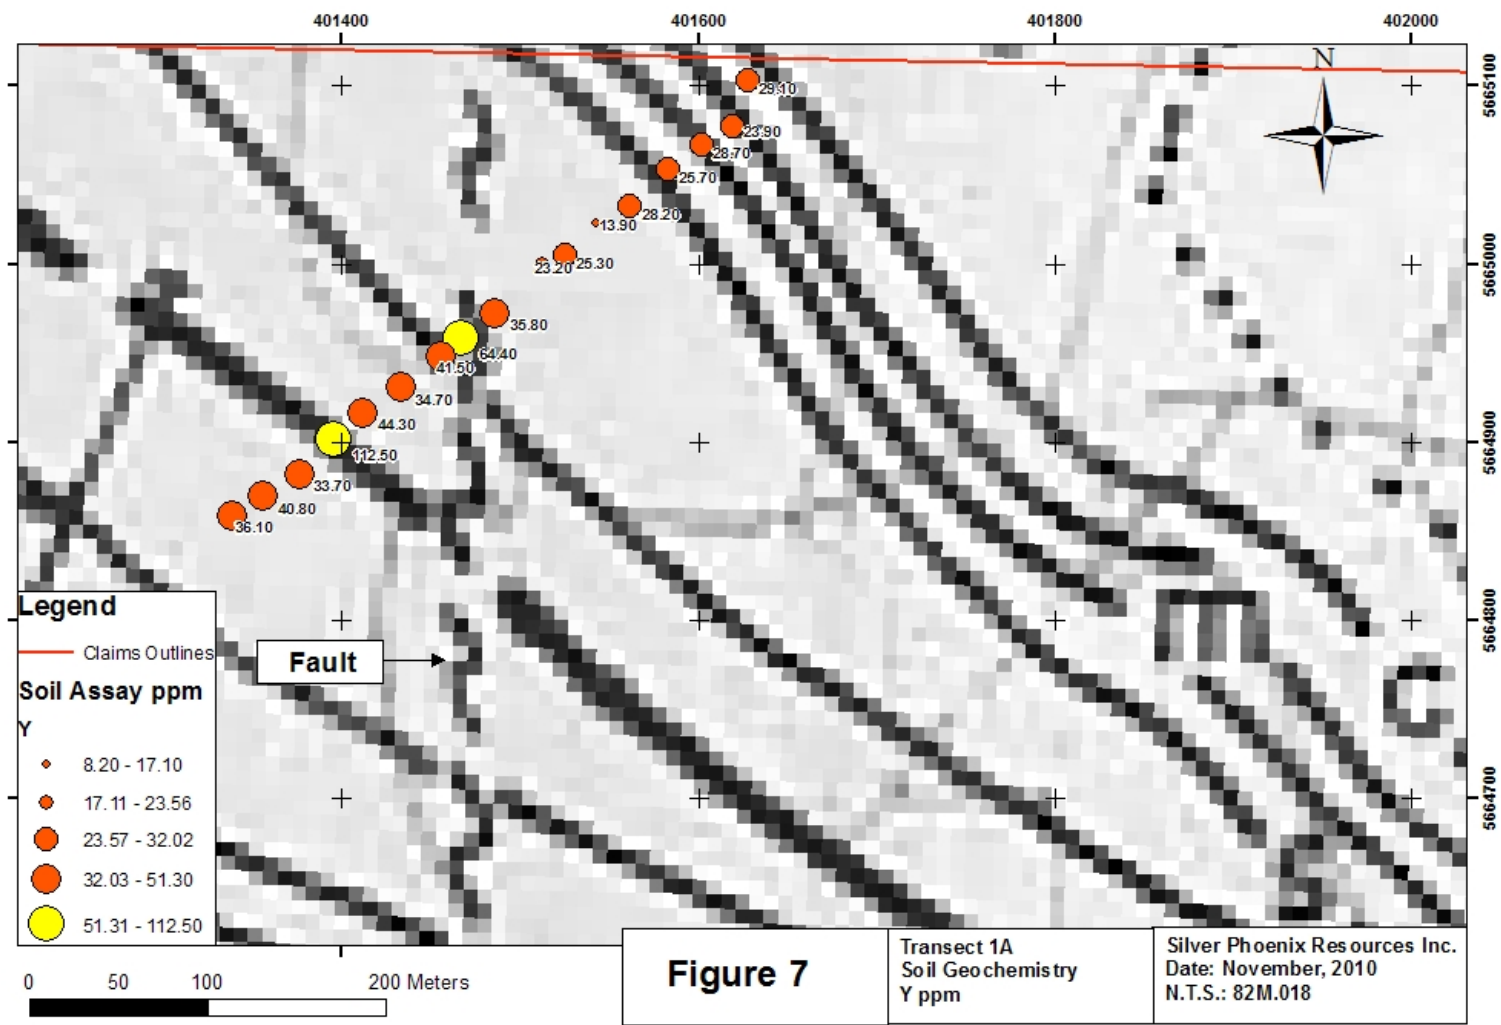 401400 401600 401800 402000
N
5665100
29.10
23.90
28.70
25.70
28.20
13.90
5665000
23.20 25.30
35.80
64.40
41.50
34.70
44.30
5664900
112.50
33.70
40.80
36.10
m
5664800
Legend
Claims Outlines
Fault
Soil Assay ppm
C
Y
8.20 - 17.10
17.11 - 23.56
5664700
23.57 - 32.02
32.03 - 51.30
S
51.31 - 112.50
0 50 100 200 Meters
Figure 7
Transect 1A
Soil Geochemistry
Y ppm
Silver Phoenix Resources Inc.
Date: November, 2010
N.T.S.: 82M.018